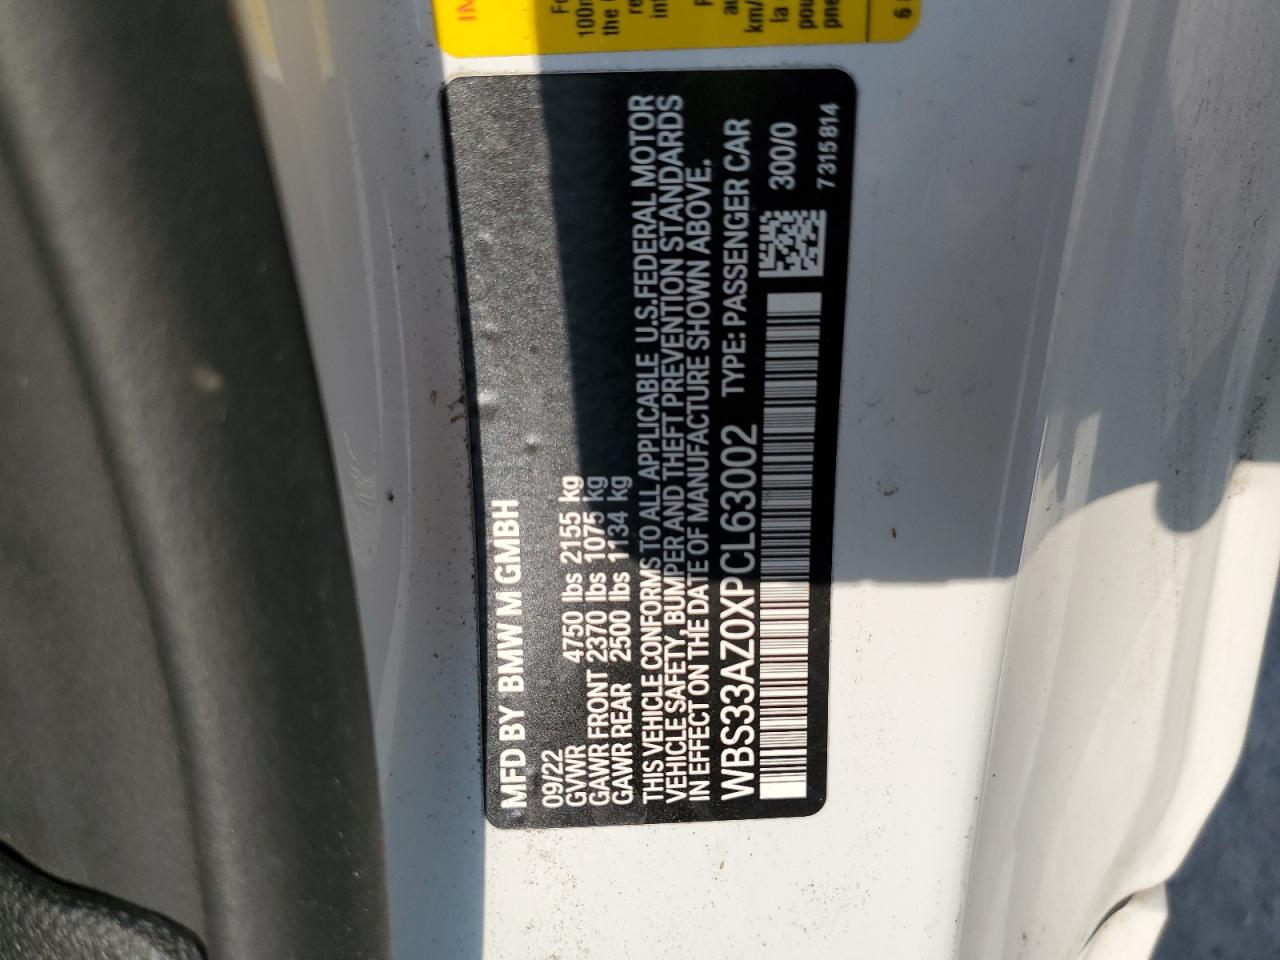 MFD BY BMW M GMBH
09/22
GVWR 4750 lbs 2155 kg
GAWR FRONT 2370 lbs 1075 kg
GAWR REAR 2500 lbs 1134 kg
THIS VEHICLE CONFORMS TO ALL APPLICABLE U.S.FEDERAL MOTOR
VEHICLE SAFETY, BUMPER AND THEFT PREVENTION STANDARDS
IN EFFECT ON THE DATE OF MANUFACTURE SHOWN ABOVE.
WBS33AZ0XPCL63002 TYPE: PASSENGER CAR
300/0
7315814